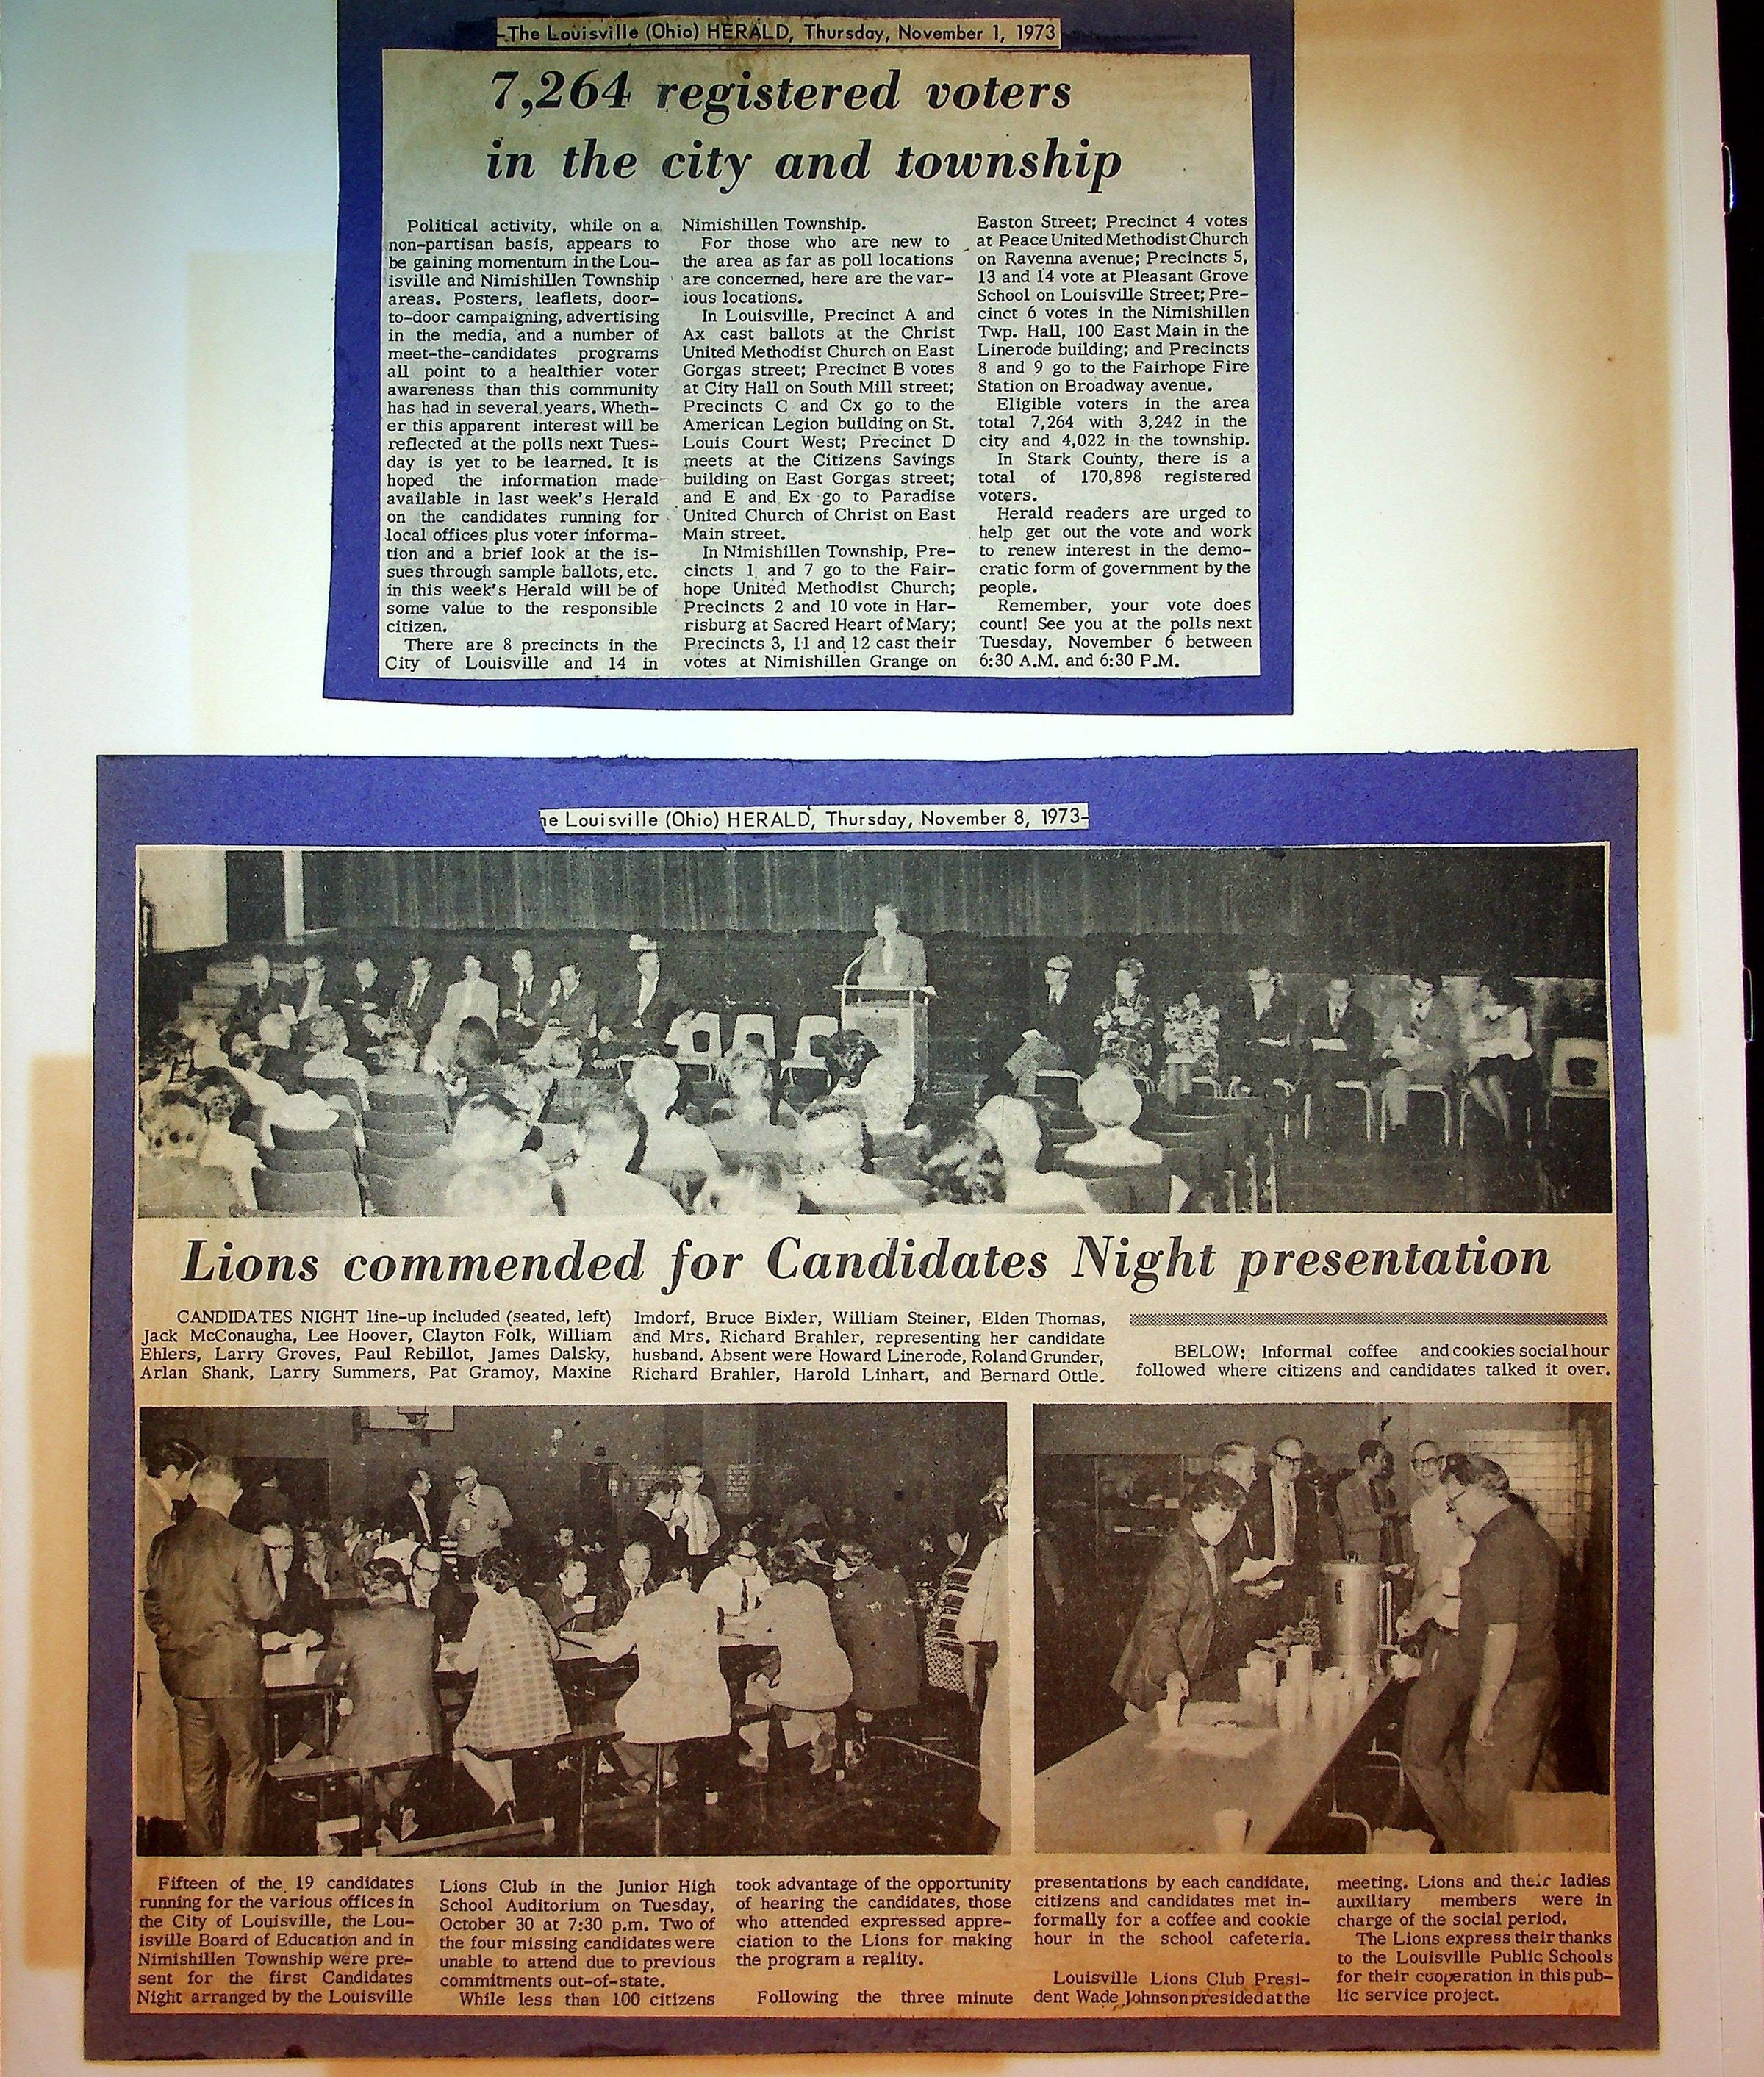 -The Louisville (Ohio) HERALD, Thursday, November 1, 1973
7,264 registered voters
in the city and township
Political activity, while on a
non-partisan basis, appears to
be gaining momentum in the Lou-
isville and Nimishillen Township
areas. Posters, leaflets, door-
to-door campaigning, advertising
in the media, and a number of
meet-the-candidates programs
all point to a healthier voter
awareness than this community
has had in several years. Wheth-
er this apparent interest will be
reflected at the polls next Tues-
day is yet to be learned. It is
hoped the information made
available in last week's Herald
on the candidates running for
local offices plus voter informa-
tion and a brief look at the is-
sues through sample ballots, etc.
in this week's Herald will be of
some value to the responsible
citizen.
There are 8 precincts in the
City of Louisville and 14 in
Nimishillen Township.
For those who are new to
the area as far as poll locations
are concerned, here are the var-
ious locations.
In Louisville, Precinct A and
Ax cast ballots at the Christ
United Methodist Church on East
Gorgas street; Precinct B votes
at City Hall on South Mill street;
Precincts C and Cx go to the
American Legion building on St.
Louis Court West; Precinct D
meets at the Citizens Savings
building on East Gorgas street;
and E and Ex go to Paradise
United Church of Christ on East
Main street.
In Nimishillen Township, Pre-
cincts 1 and 7 go to the Fair-
hope United Methodist Church;
Precincts 2 and 10 vote in Har-
risburg at Sacred Heart of Mary;
Precincts 3, 11 and 12 cast their
votes at Nimishillen Grange on
Easton Street; Precinct 4 votes
at Peace United Methodist Church
on Ravenna avenue; Precincts 5,
13 and 14 vote at Pleasant Grove
School on Louisville Street; Pre-
cinct 6 votes in the Nimishillen
Twp. Hall, 100 East Main in the
Linerode building; and Precincts
8 and 9 go to the Fairhope Fire
Station on Broadway avenue.
Eligible voters in the area
total 7,264 with 3,242 in the
city and 4,022 in the township.
In Stark County, there is a
total of 170,898 registered
voters.
Herald readers are urged to
help get out the vote and work
to renew interest in the demo-
cratic form of government by the
people.
Remember, your vote does
count! See you at the polls next
Tuesday, November 6 between
6:30 A.M. and 6:30 P.M.
he Louisville (Ohio) HERALD, Thursday, November 8, 1973-
Lions commended for Candidates Night presentation
CANDIDATES NIGHT line-up included (seated, left)
Jack McConaugha, Lee Hoover, Clayton Folk, William
Ehlers, Larry Groves, Paul Rebillot, James Dalsky,
Arlan Shank, Larry Summers, Pat Gramoy, Maxine
Imdorf, Bruce Bixler, William Steiner, Elden Thomas,
and Mrs. Richard Brahler, representing her candidate
husband. Absent were Howard Linerode, Roland Grunder,
Richard Brahler, Harold Linhart, and Bernard Ottle.
BELOW: Informal coffee and cookies social hour
followed where citizens and candidates talked it over.
Fifteen of the 19 candidates
running for the various offices in
the City of Louisville, the Lou-
isville Board of Education and in
Nimishillen Township were pre-
sent for the first Candidates
Night arranged by the Louisville
Lions Club in the Junior High
School Auditorium on Tuesday,
October 30 at 7:30 p.m. Two of
the four missing candidates were
unable to attend due to previous
commitments out-of-state.
While less than 100 citizens
took advantage of the opportunity
of hearing the candidates, those
who attended expressed appre-
ciation to the Lions for making
the program a reality.
Following the three minute
presentations by each candidate,
citizens and candidates met in-
formally for a coffee and cookie
hour in the school cafeteria.
Louisville Lions Club Presi-
dent Wade Johnson presided at the
meeting. Lions and their ladies
auxiliary members were in
charge of the social period.
The Lions express their thanks
to the Louisville Public Schools
for their cooperation in this pub-
lic service project.